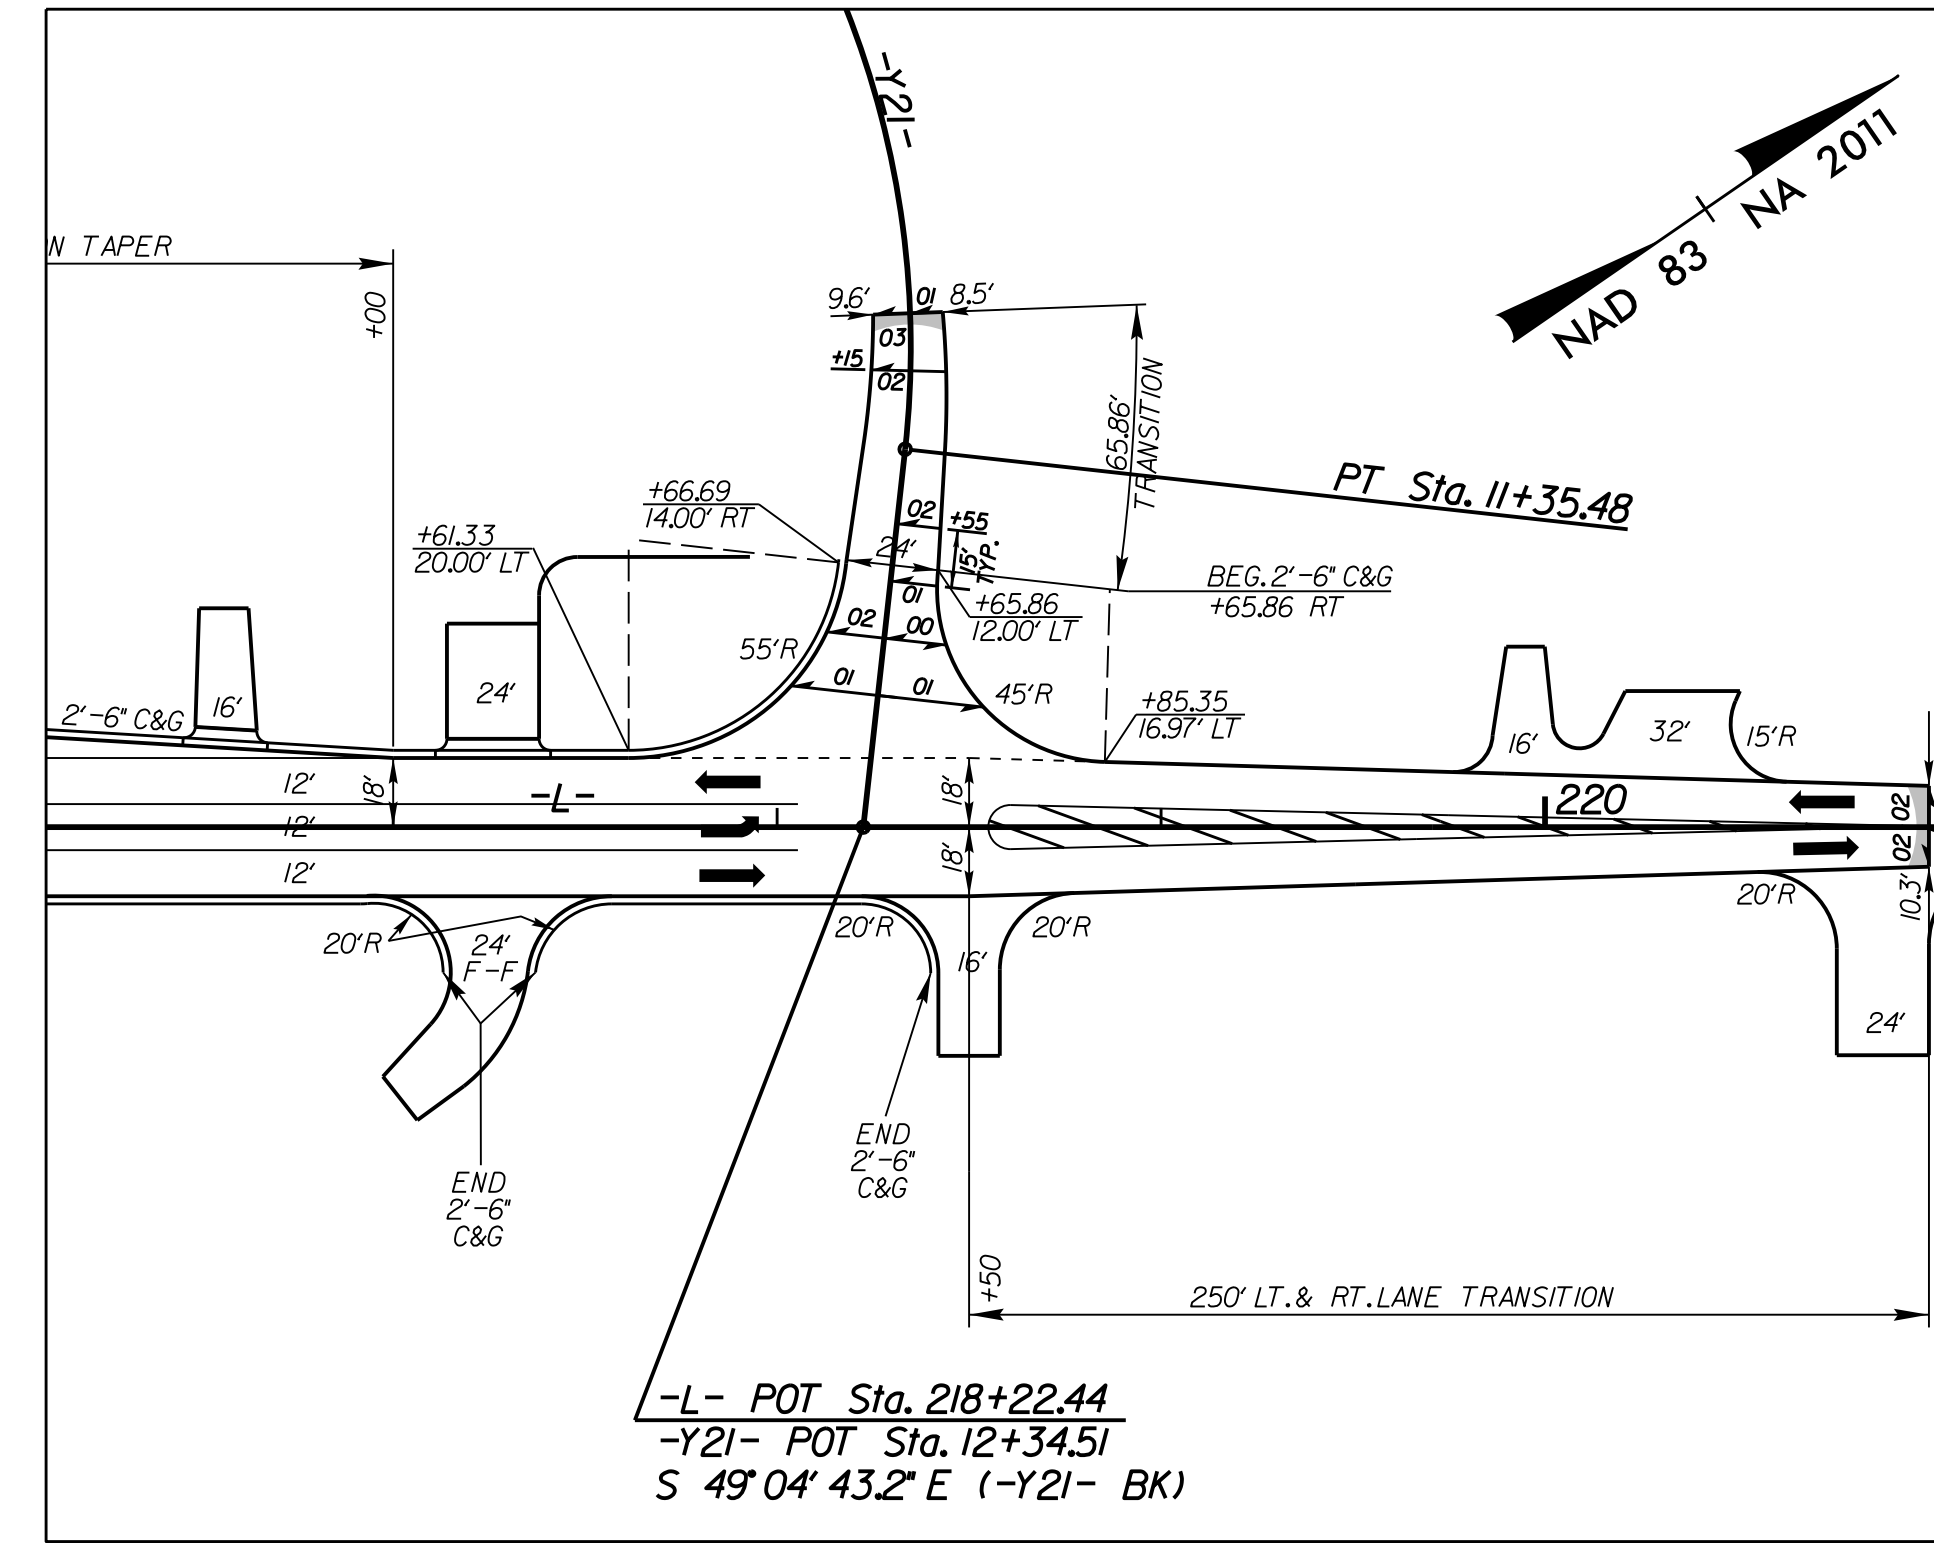 -Y21-
NAD 83
NA 2011
N TAPER
+00
9.6'
01
8.5'
03
+15
02
65.86'
TRANSITION
PT Sta. 11+35.48
+66.69
14.00' RT
+61.33
20.00' LT
02
+55
24'
15'
TYP.
01
BEG. 2'-6" C&G
+65.86 RT
+65.86
12.00' LT
02
00
55'R
01
01
45'R
+85.35
16.97' LT
2'-6" C&G
16'
24'
16'
32'
15'R
12'
18'
-L-
18'
220
02
12'
12'
18'
02
10.3'
20'R
24'
F-F
20'R
20'R
16'
20'R
24'
END
2'-6"
C&G
END
2'-6"
C&G
+50
250' LT. & RT. LANE TRANSITION
-L- POT Sta. 218+22.44
-Y21- POT Sta. 12+34.51
S 49°04'43.2" E (-Y21- BK)